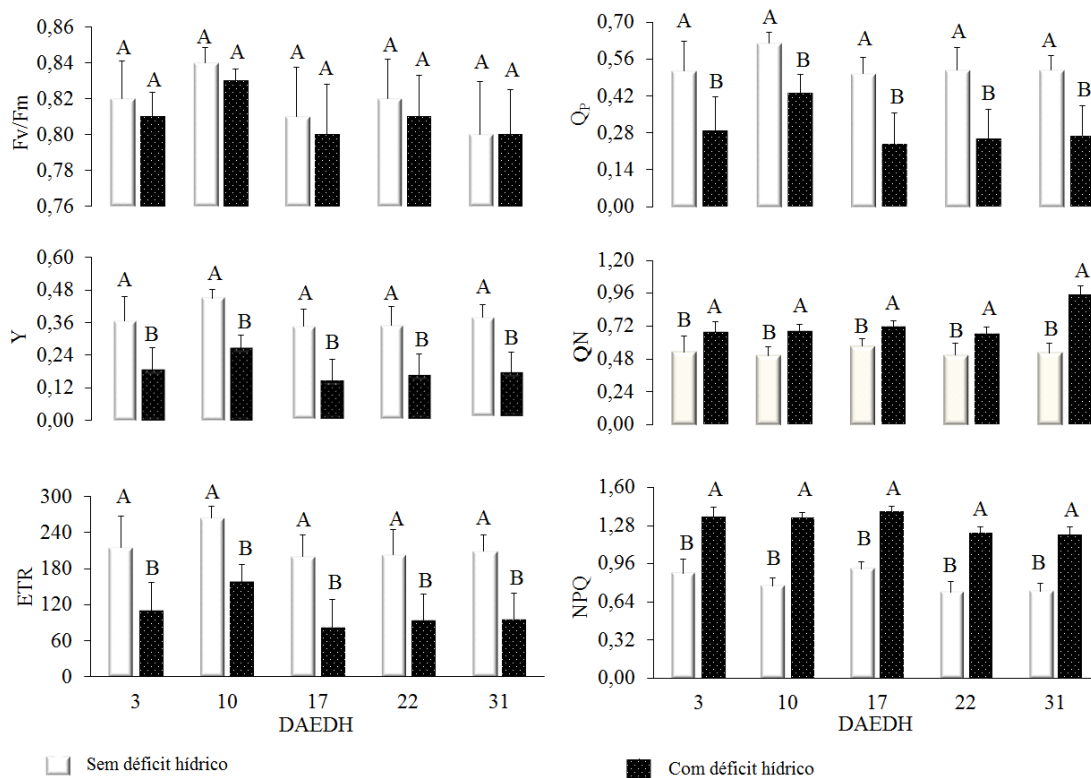 0,86
0,84
0,82
0,80
0,78
0,76
Fv/Fm
A A A A A A A A A A
0,70
0,56
0,42
0,28
0,14
0,00
QP
A B A B A B A B A B
0,60
0,48
0,36
0,24
0,12
0,00
Y
A B A B A B A B A B
1,20
0,96
0,72
0,48
0,24
0,00
QN
B A B A B A B A B A
300
240
180
120
60
0
ETR
A B A B A B A B A B
3 10 17 22 31
DAEDH
1,60
1,28
0,96
0,64
0,32
0,00
NPQ
B A B A B A B A B A
3 10 17 22 31
DAEDH
Sem déficit hídrico
Com déficit hídrico